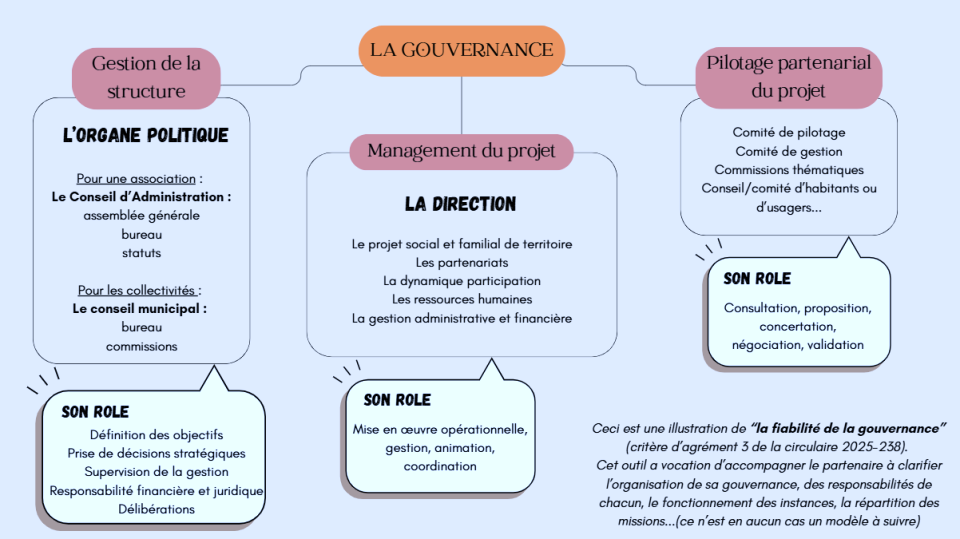 LA GOUVERNANCE
Gestion de la
structure
L'ORGANE POLITIQUE
Pour une association :
Le Conseil d'Administration :
assemblée générale
bureau
statuts
Pour les collectivités :
Le conseil municipal :
bureau
commissions
SON ROLE
Définition des objectifs
Prise de décisions stratégiques
Supervision de la gestion
Responsabilité financière et juridique
Délibérations
Management du projet
LA DIRECTION
Le projet social et familial de territoire
Les partenariats
La dynamique participation
Les ressources humaines
La gestion administrative et financière
SON ROLE
Mise en œuvre opérationnelle,
gestion, animation,
coordination
Pilotage partenarial
du projet
Comité de pilotage
Comité de gestion
Commissions thématiques
Conseil/comité d'habitants ou
d'usagers...
SON ROLE
Consultation, proposition,
concertation,
négociation, validation
Ceci est une illustration de "la fiabilité de la gouvernance"
(critère d'agrément 3 de la circulaire 2025-238).
Cet outil a vocation d'accompagner le partenaire à clarifier
l'organisation de sa gouvernance, des responsabilités de
chacun, le fonctionnement des instances, la répartition des
missions...(ce n'est en aucun cas un modèle à suivre)